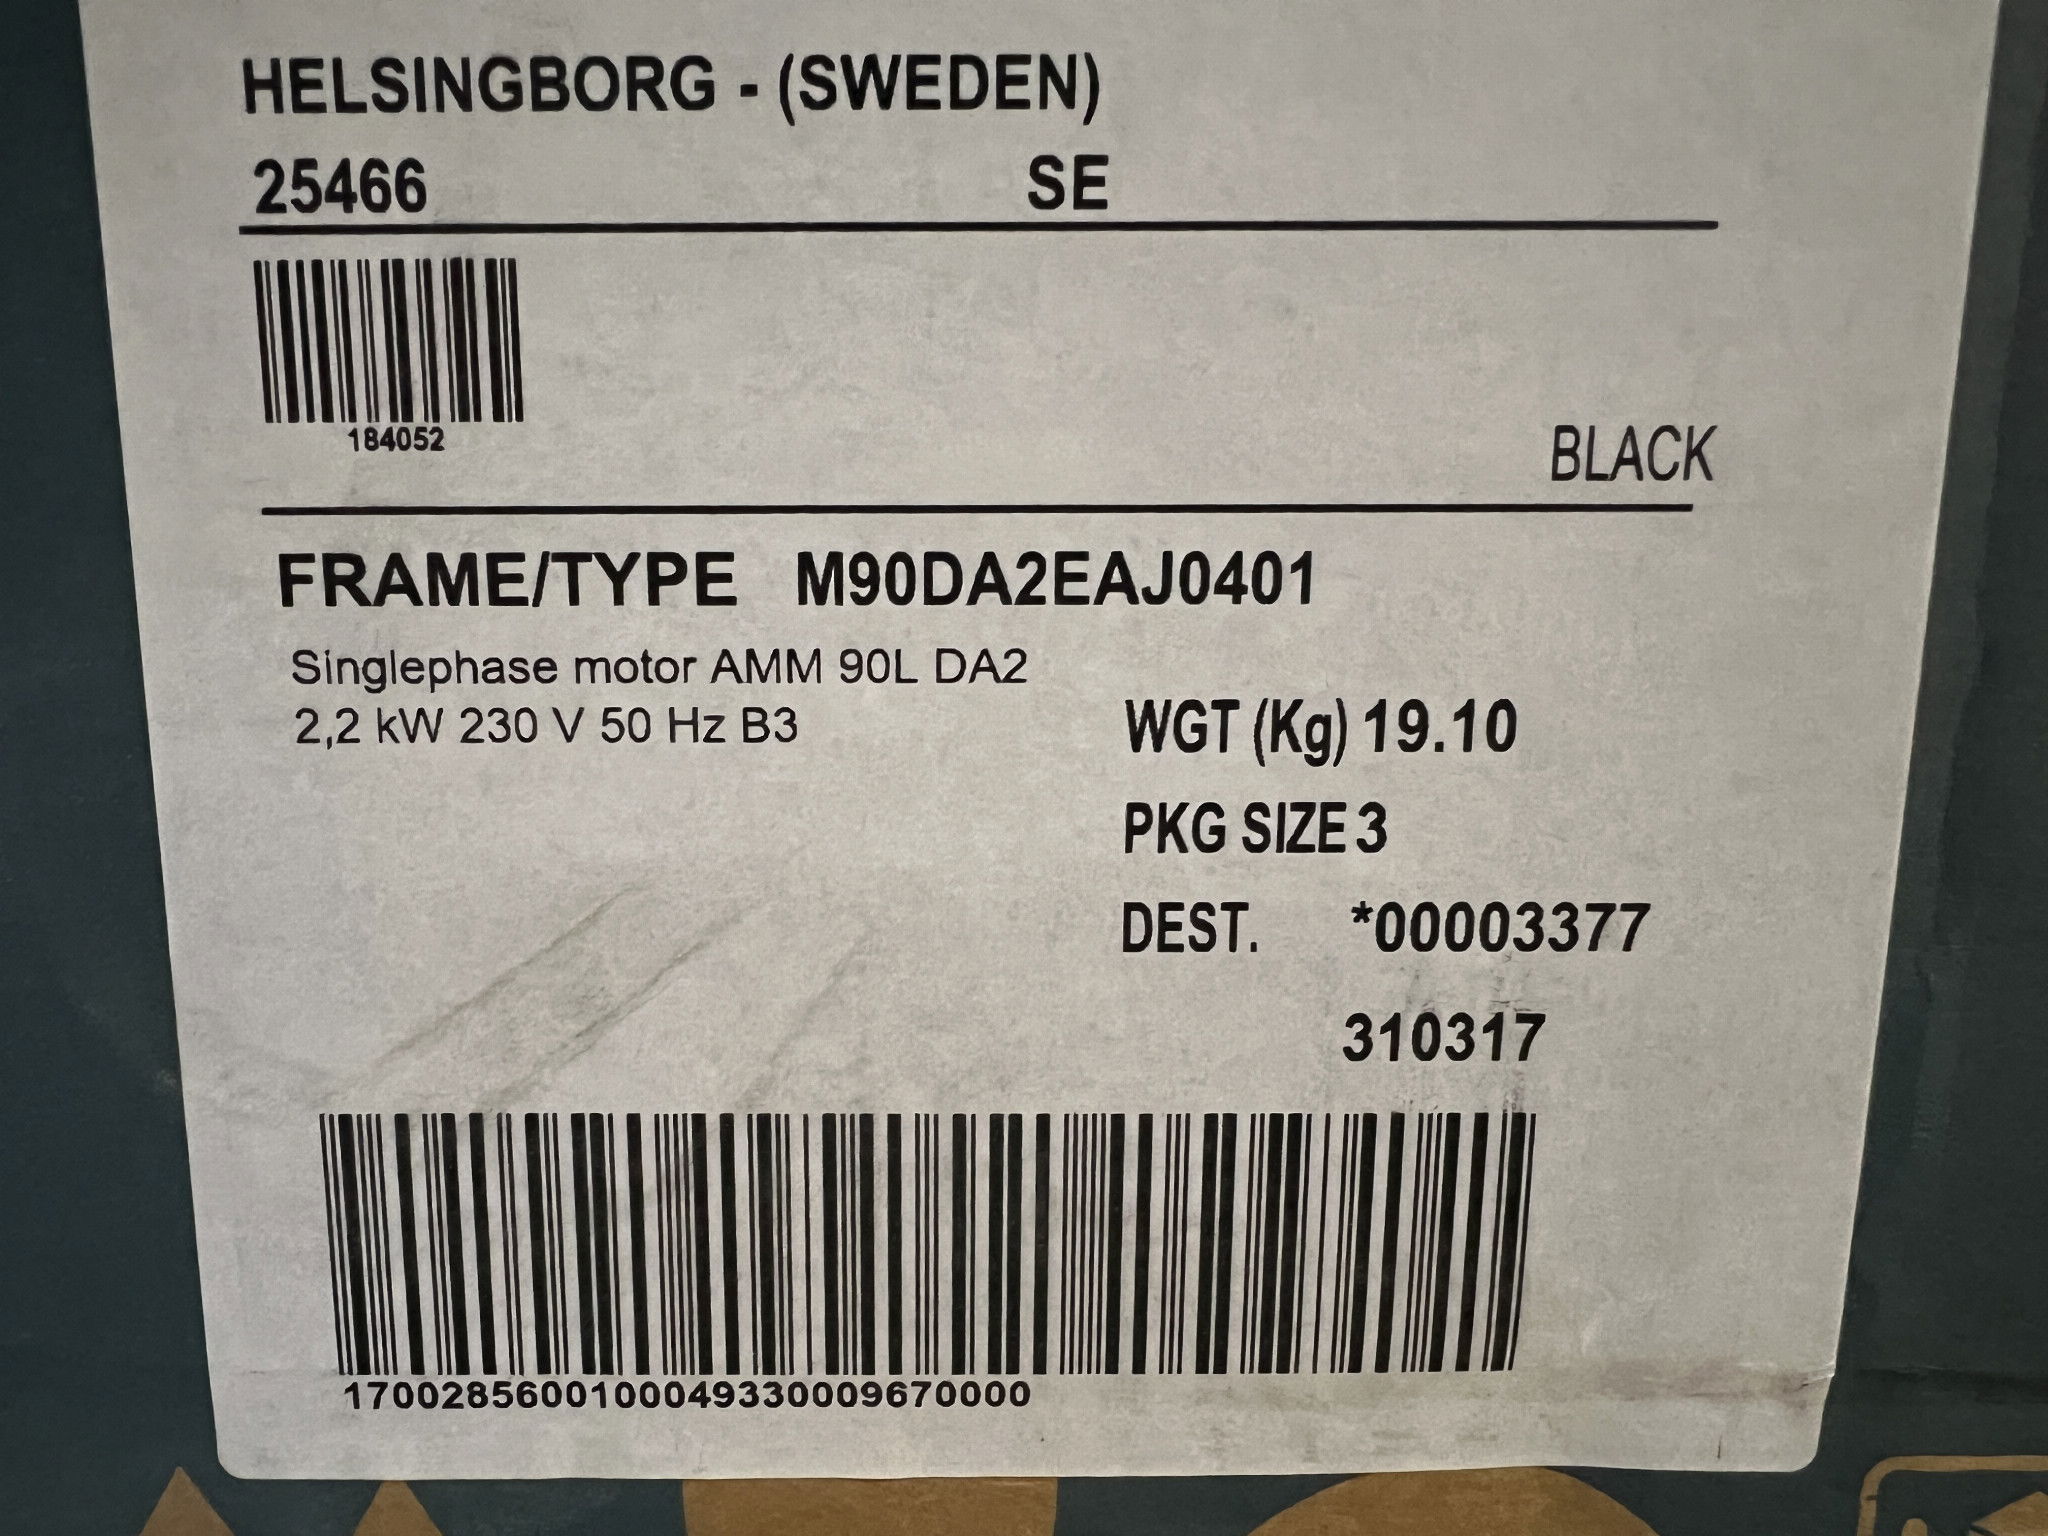 HELSINGBORG - (SWEDEN)
25466 SE
184052
BLACK
FRAME/TYPE M90DA2EAJ0401
Singlephase motor AMM 90L DA2
2,2 kW 230 V 50 Hz B3
WGT (Kg) 19.10
PKG SIZE 3
DEST. *00003377
310317
1700285600100049330009670000